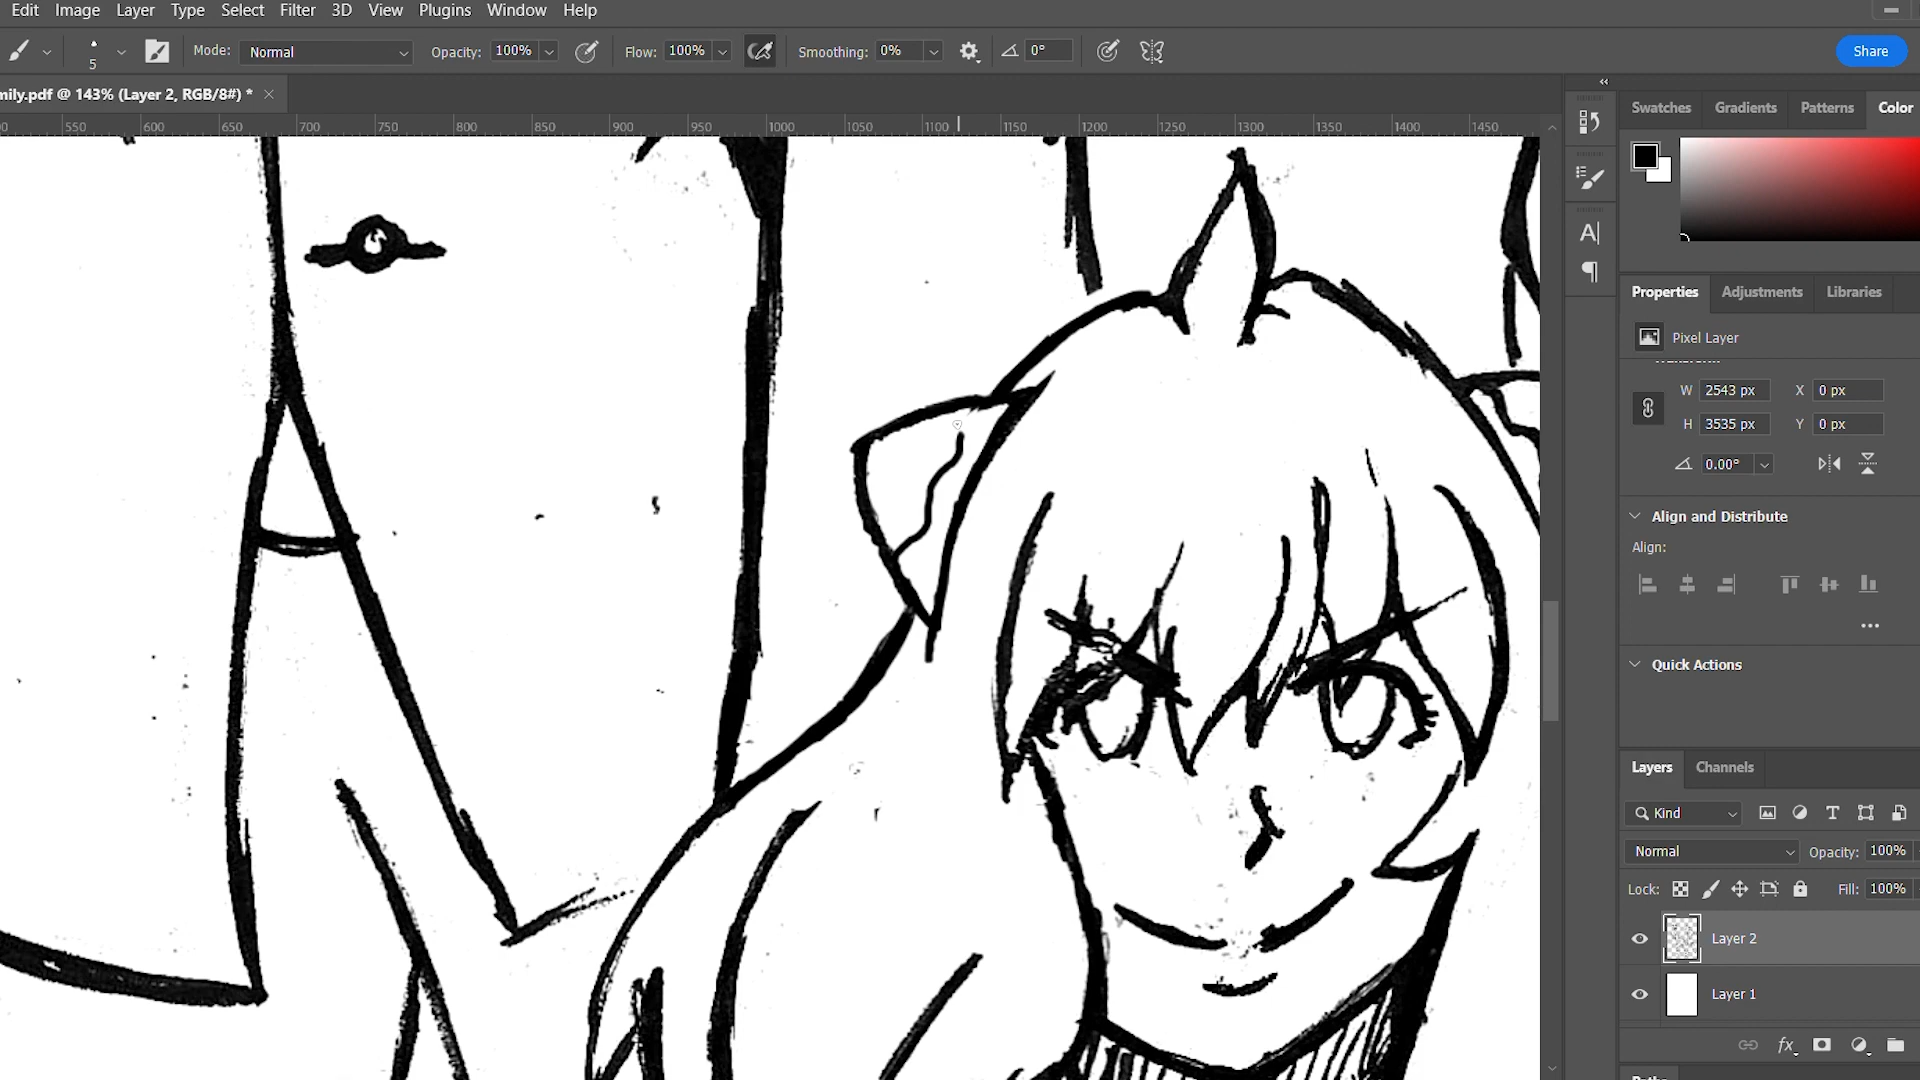 Edit Image Layer Type Select Filter 3D View Plugins Window Help
5 Mode: Normal Opacity: 100% Flow: 100% Smoothing: 0% 0° Share
mily.pdf @ 143% (Layer 2, RGB/8#) *
550 600 650 700 750 800 850 900 950 1000 1050 1100 1150 1200 1250 1300 1350 1400 1450
Swatches Gradients Patterns Color
Properties Adjustments Libraries
Pixel Layer
W 2543 px X 0 px
H 3535 px Y 0 px
0.00°
Align and Distribute
Align:
Quick Actions
Layers Channels
Kind
Normal Opacity: 100%
Lock: Fill: 100%
Layer 2
Layer 1
fx